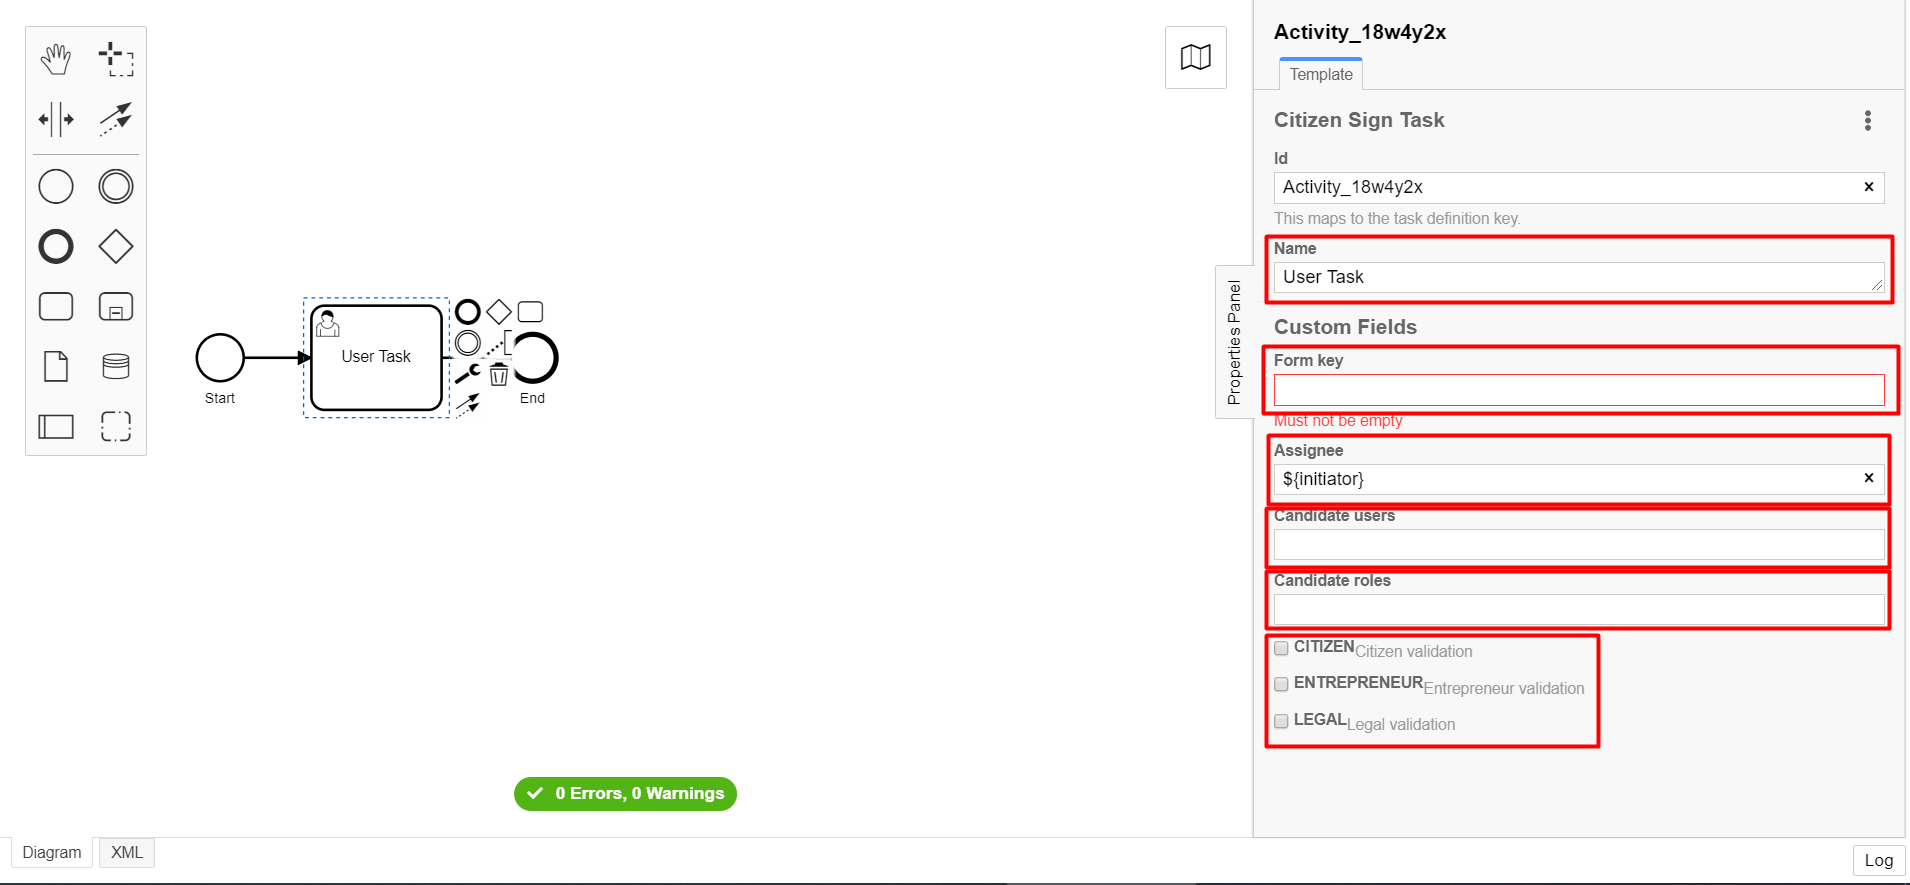 Activity_18w4y2x
Template
Citizen Sign Task
Id
Activity_18w4y2x
This maps to the task definition key.
Name
User Task
Custom Fields
Form key
Must not be empty
Assignee
${initiator}
Candidate users
Candidate roles
CITIZEN Citizen validation
ENTREPRENEUR Entrepreneur validation
LEGAL Legal validation
Properties Panel
User Task
Start
End
0 Errors, 0 Warnings
Diagram
XML
Log